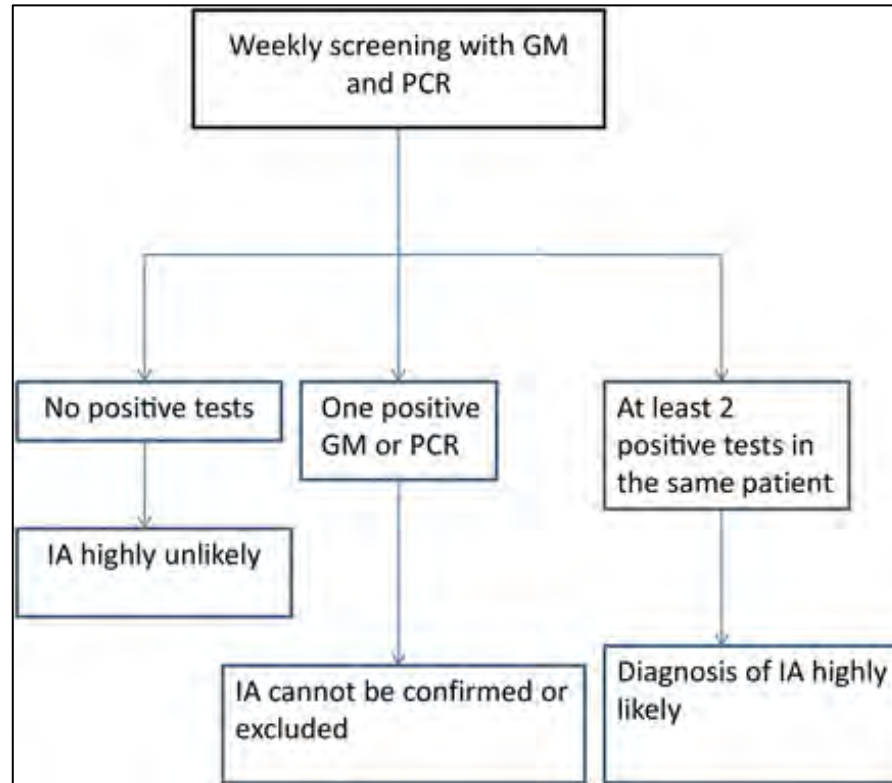 Weekly screening with GM
and PCR
No positive tests
One positive
GM or PCR
At least 2
positive tests in
the same patient
IA highly unlikely
IA cannot be confirmed or
excluded
Diagnosis of IA highly
likely